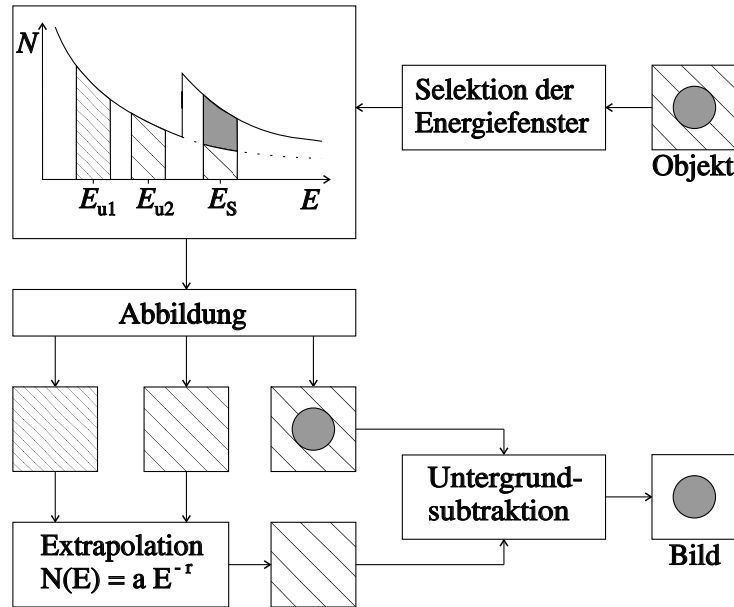 N
E_u1
E_u2
E_S
E
Selektion der
Energiefenster
Objekt
Abbildung
Extrapolation
N(E) = a E^-r
Untergrund-
subtraktion
Bild